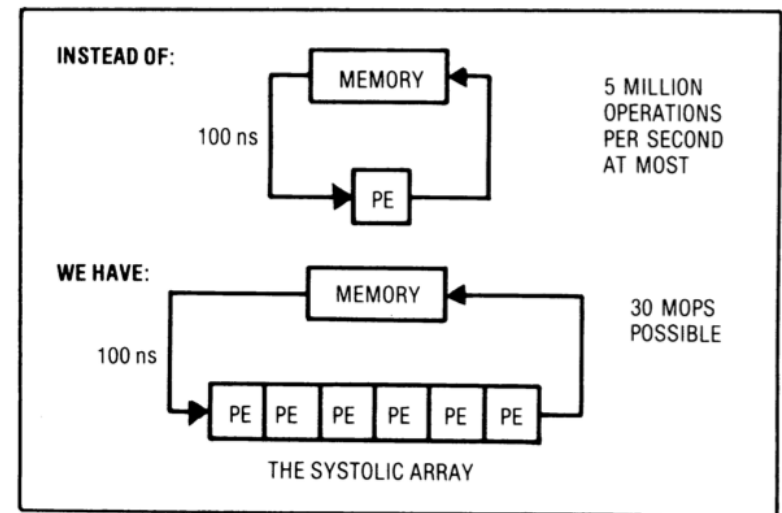 INSTEAD OF:
MEMORY
100 ns
PE
5 MILLION
OPERATIONS
PER SECOND
AT MOST
WE HAVE:
MEMORY
100 ns
PE PE PE PE PE PE
THE SYSTOLIC ARRAY
30 MOPS
POSSIBLE